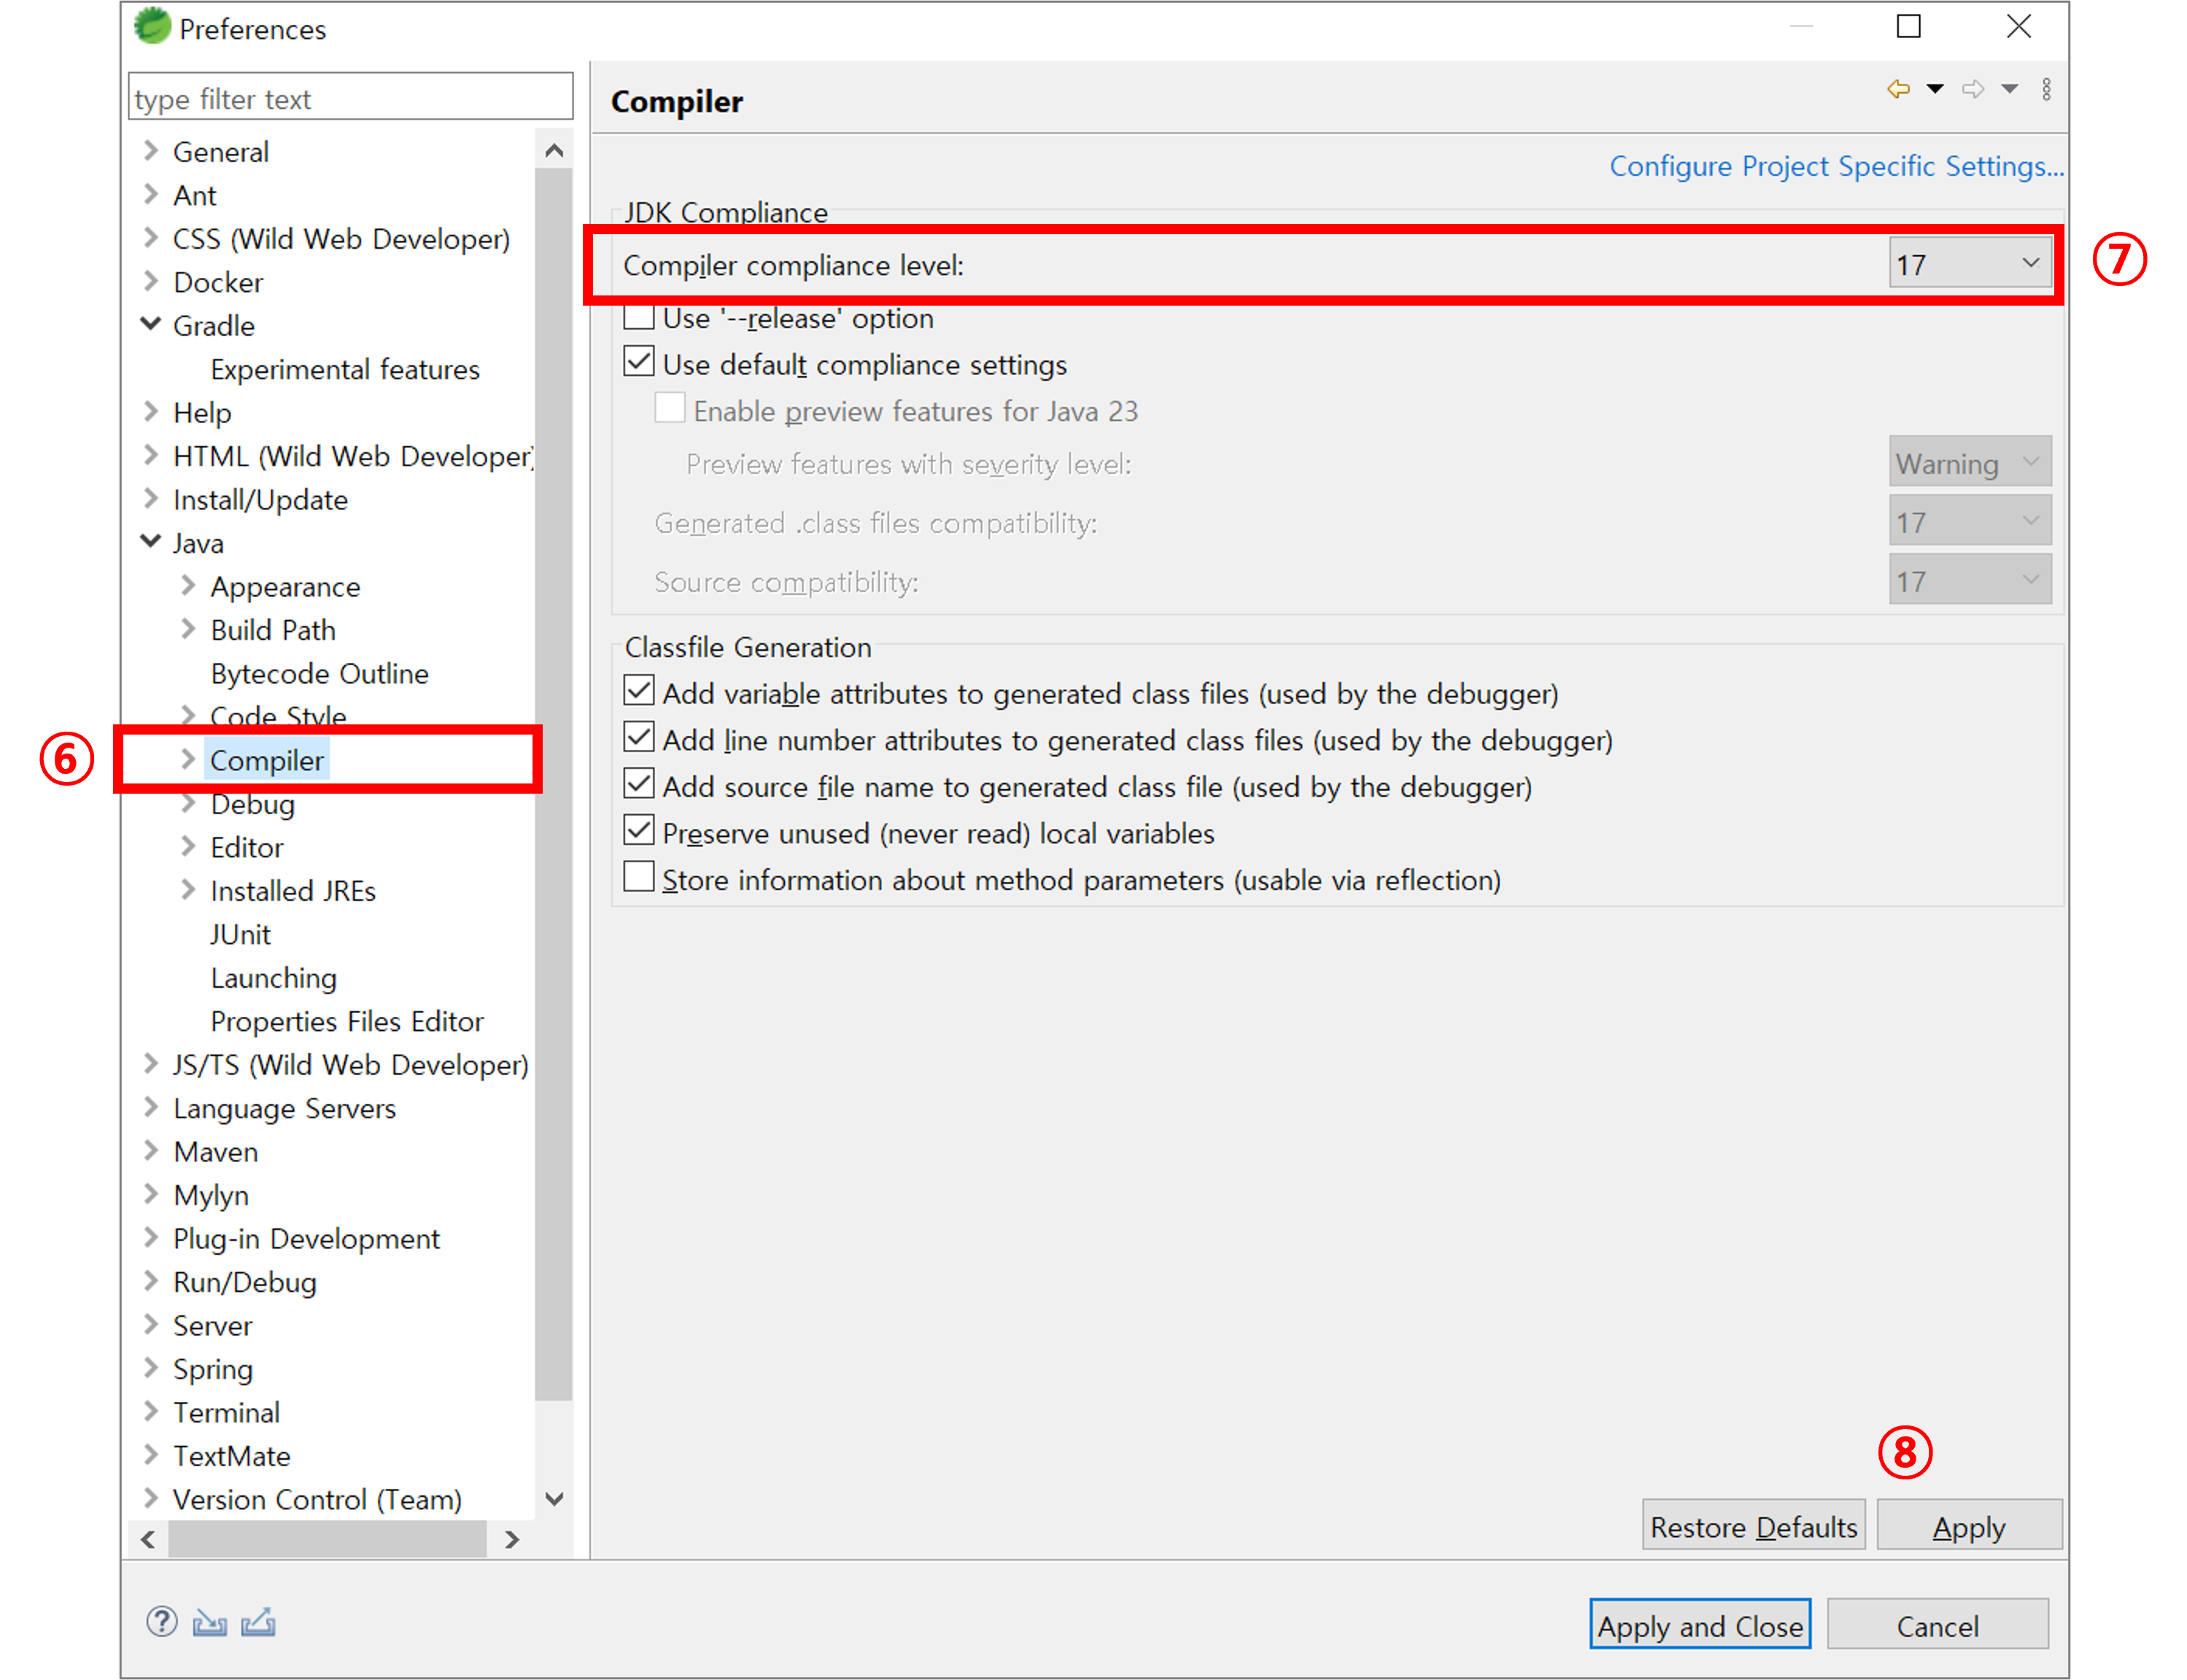 Preferences
type filter text
General
Ant
CSS (Wild Web Developer)
Docker
Gradle
Experimental features
Help
HTML (Wild Web Developer)
Install/Update
Java
Appearance
Build Path
Bytecode Outline
Code Style
⑥
Compiler
Debug
Editor
Installed JREs
JUnit
Launching
Properties Files Editor
JS/TS (Wild Web Developer)
Language Servers
Maven
Mylyn
Plug-in Development
Run/Debug
Server
Spring
Terminal
TextMate
Version Control (Team)
Compiler
Configure Project Specific Settings...
JDK Compliance
Compiler compliance level: 17
⑦
Use '--release' option
Use default compliance settings
Enable preview features for Java 23
Preview features with severity level: Warning
Generated .class files compatibility: 17
Source compatibility: 17
Classfile Generation
Add variable attributes to generated class files (used by the debugger)
Add line number attributes to generated class files (used by the debugger)
Add source file name to generated class file (used by the debugger)
Preserve unused (never read) local variables
Store information about method parameters (usable via reflection)
⑧
Restore Defaults Apply
Apply and Close Cancel